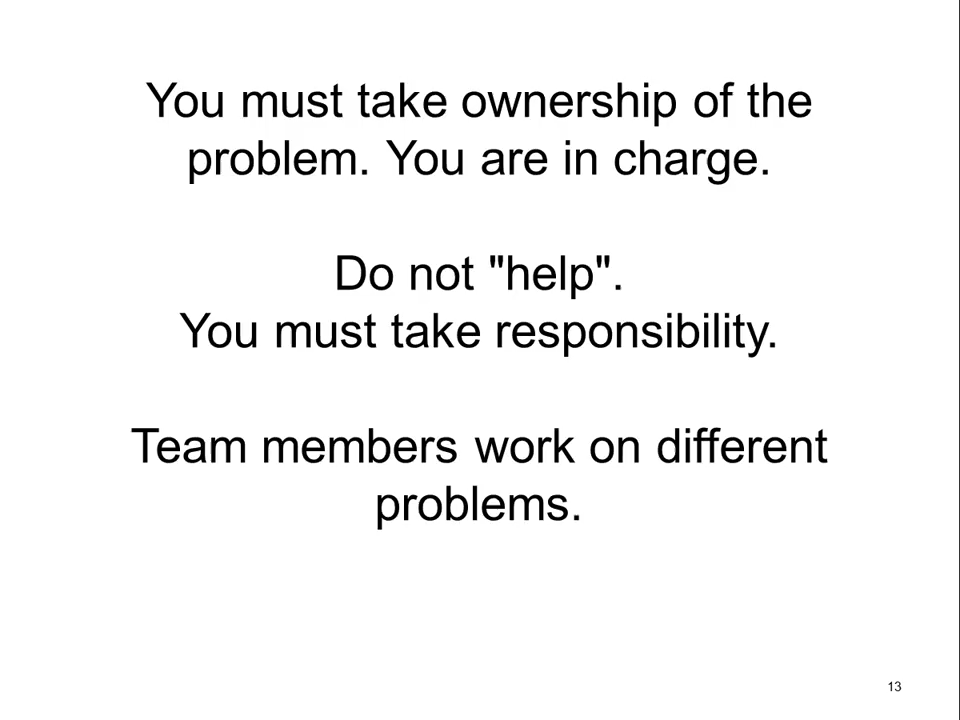 You must take ownership of the
problem. You are in charge.
Do not "help".
You must take responsibility.
Team members work on different
problems.
13